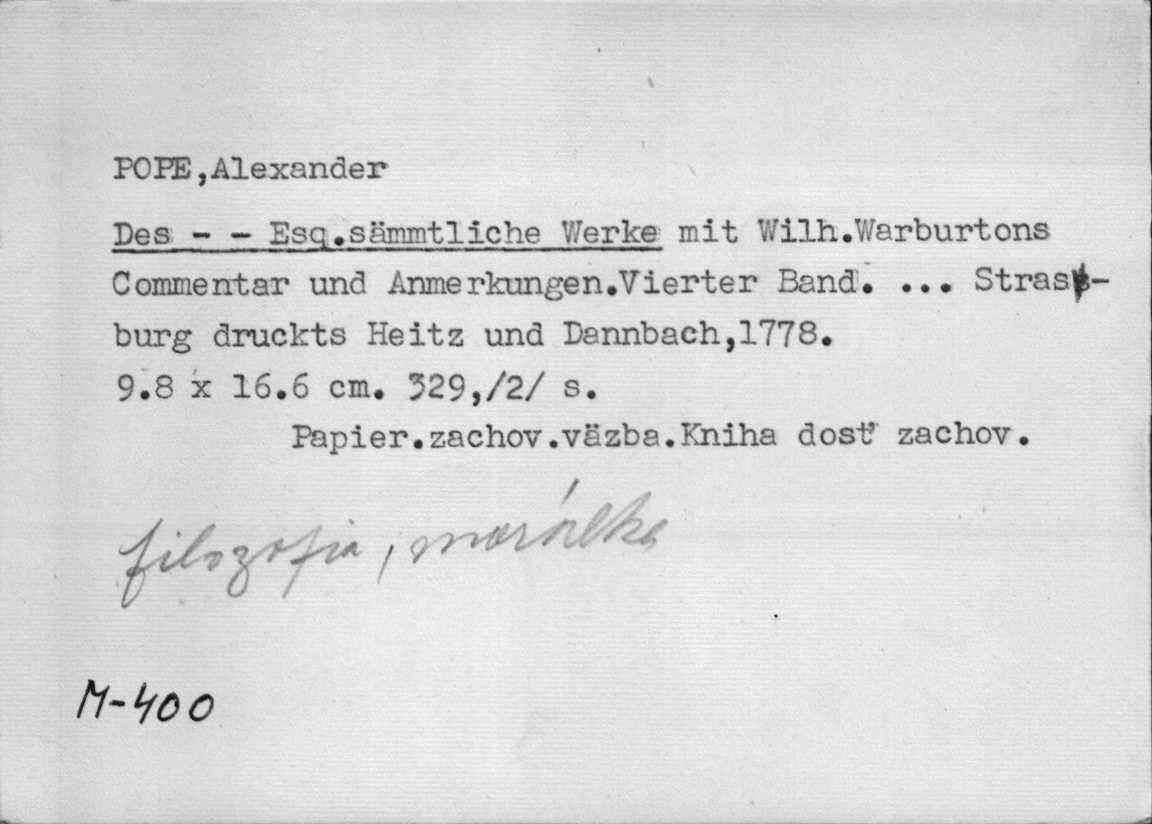 POPE,Alexander
Des - - Esq.sämmtliche Werke mit Wilh.Warburtons
Commentar und Anmerkungen.Vierter Band. ... Stras-
burg druckts Heitz und Dannbach,1778.
9.8 x 16.6 cm. 329,/2/ s.
Papier.zachov.väzba.Kniha dosť zachov.
filozofia, morálka
M-400